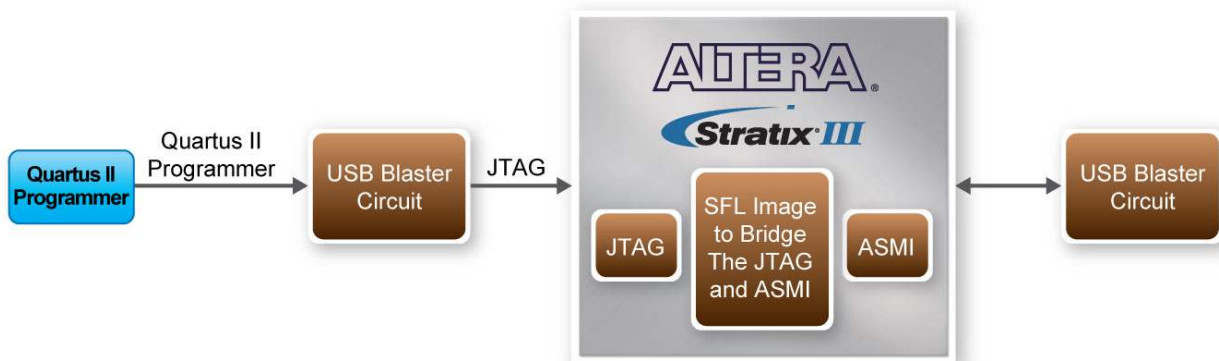 Quartus II
Programmer
Quartus II
Programmer
USB Blaster
Circuit
JTAG
ALTERA®
Stratix® III
JTAG
SFL Image
to Bridge
The JTAG
and ASMI
ASMI
USB Blaster
Circuit